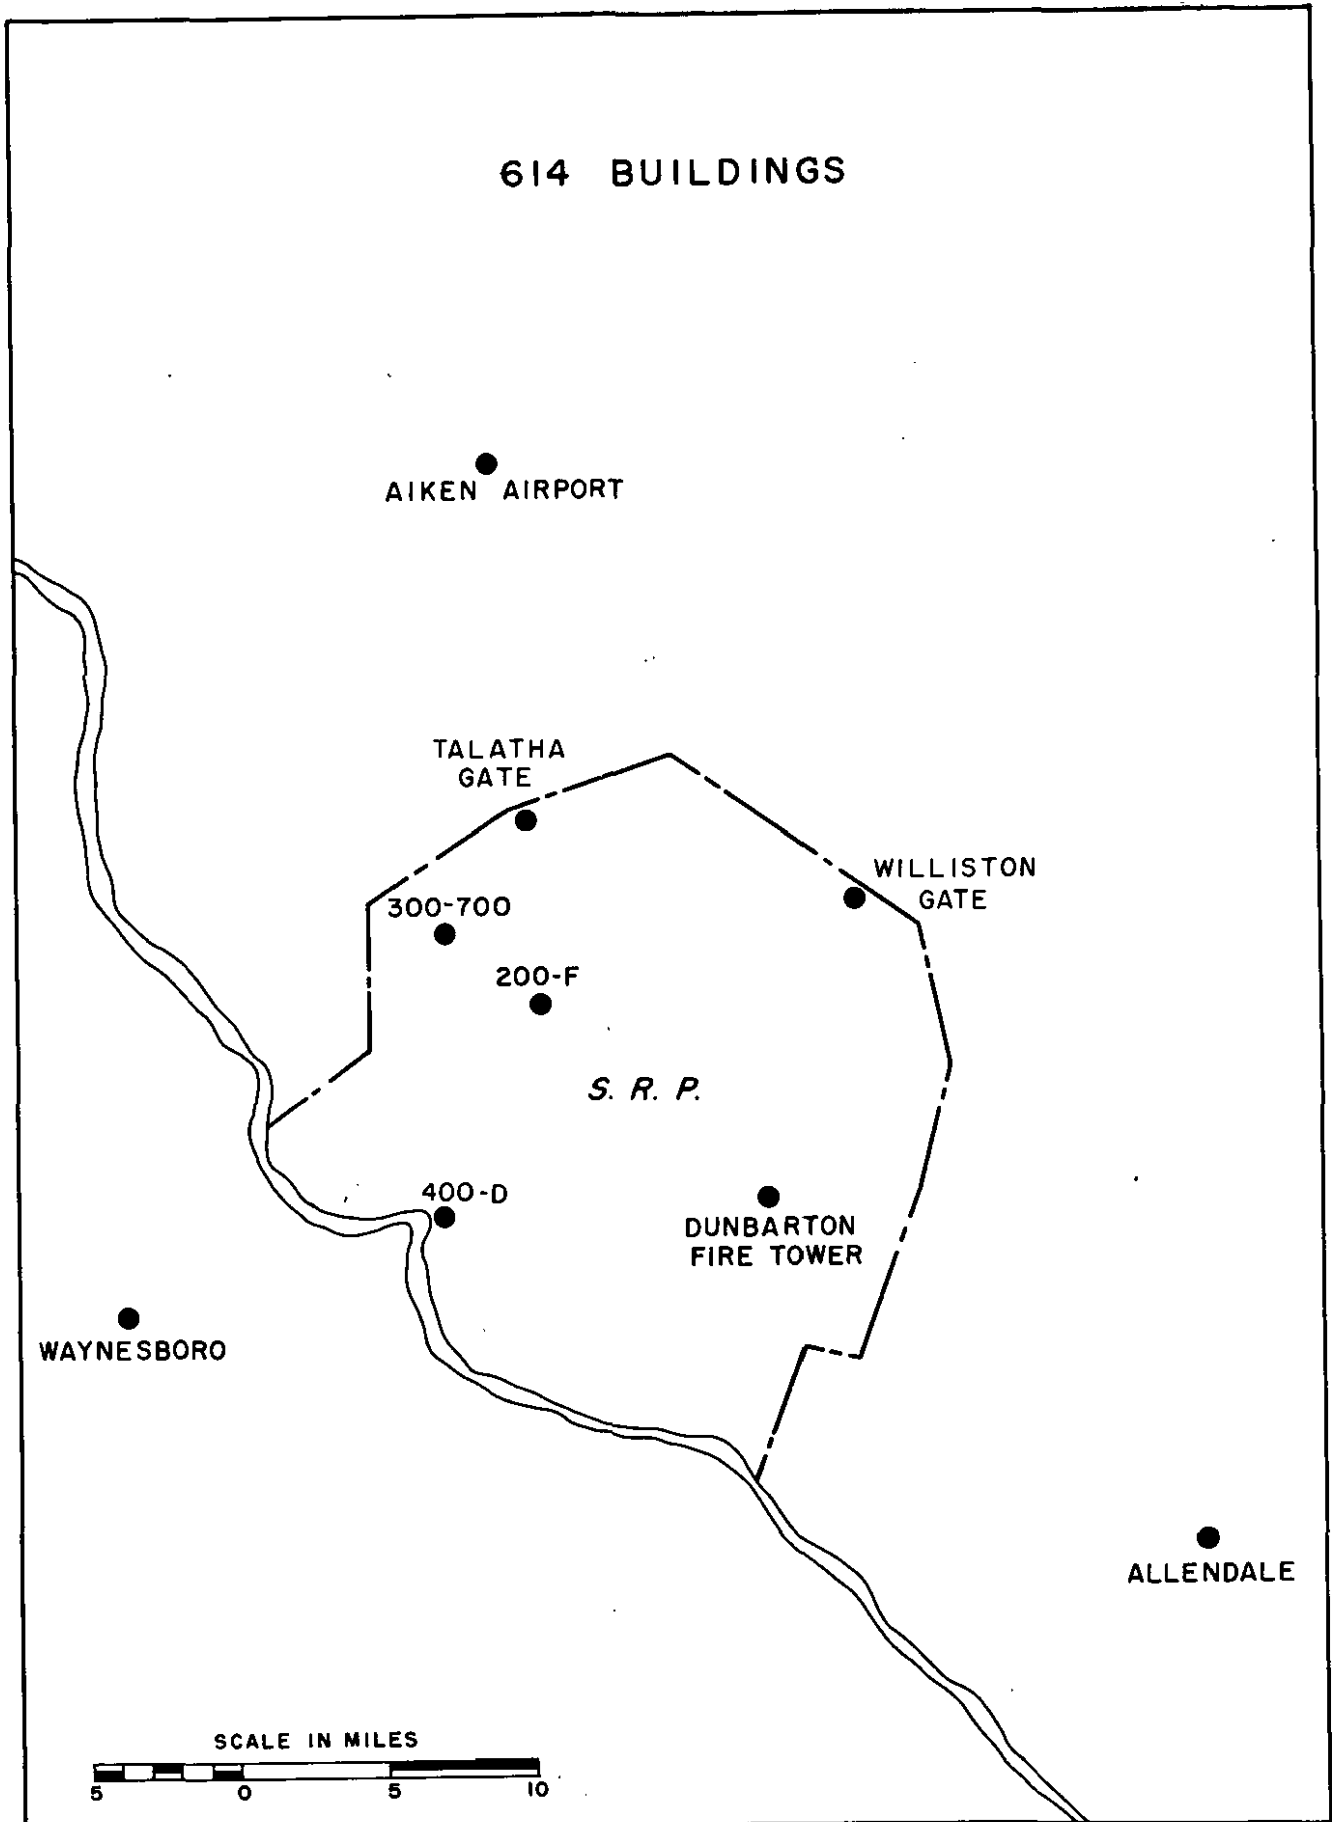 614 BUILDINGS
AIKEN AIRPORT
TALATHA
GATE
WILLISTON
GATE
300-700
200-F
S. R. P.
400-D
DUNBARTON
FIRE TOWER
WAYNESBORO
ALLENDALE
SCALE IN MILES
5 0 5 10